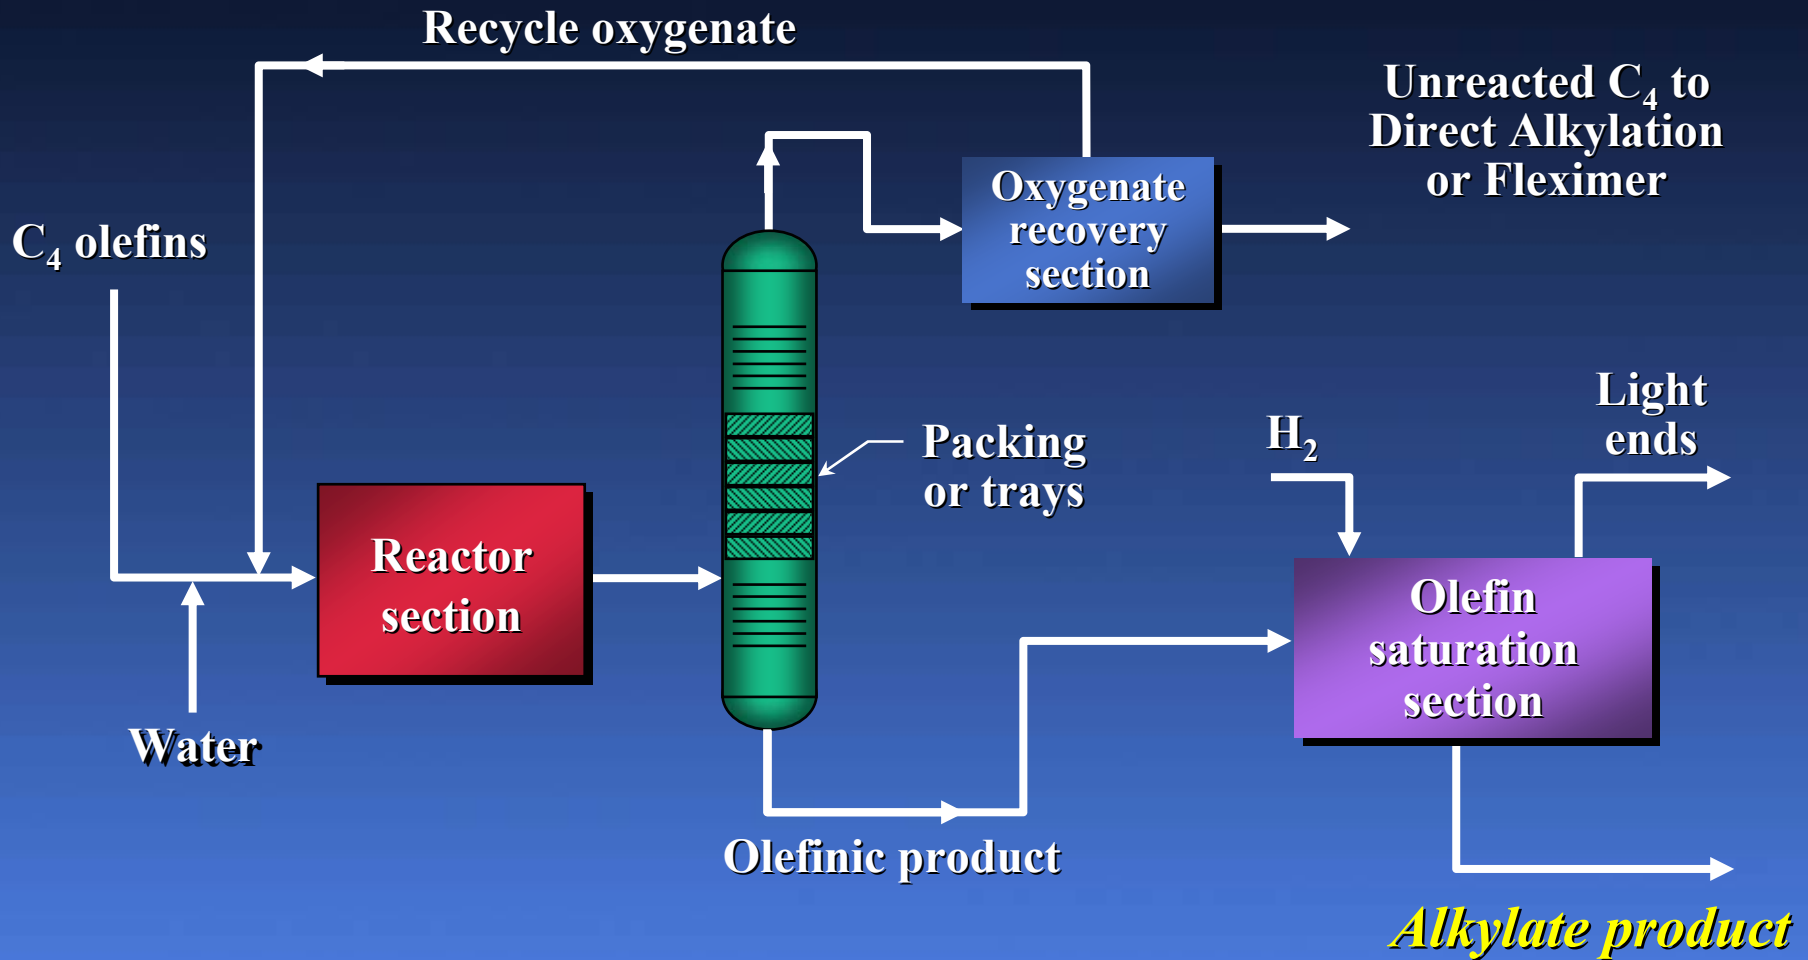 Recycle oxygenate
Unreacted C₄ to
Direct Alkylation
or Fleximer
Oxygenate
recovery
section
C₄ olefins
Light
ends
H₂
Packing
or trays
Reactor
section
Olefin
saturation
section
Water
Olefinic product
Alkylate product